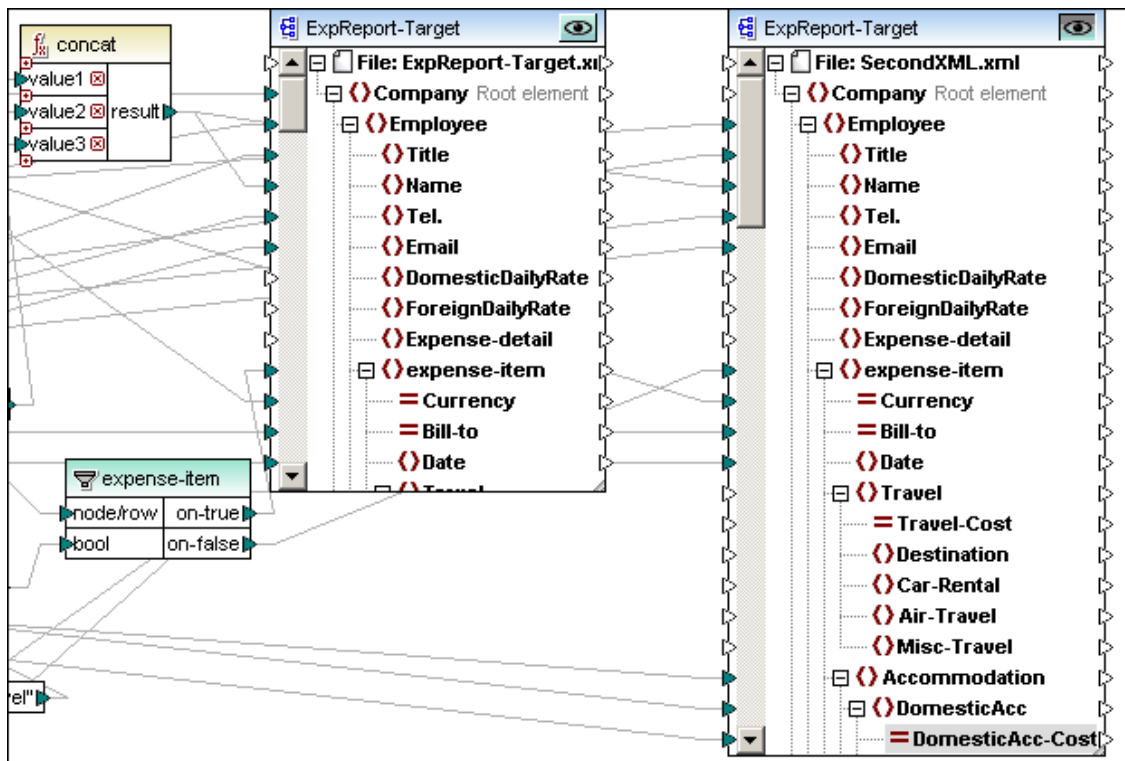 concat
value1
value2 result
value3
expense-item
node/row on-true
bool on-false
el"
ExpReport-Target
File: ExpReport-Target.x
Company Root element
Employee
Title
Name
Tel.
Email
DomesticDailyRate
ForeignDailyRate
Expense-detail
expense-item
Currency
Bill-to
Date
Travel
ExpReport-Target
File: SecondXML.xml
Company Root element
Employee
Title
Name
Tel.
Email
DomesticDailyRate
ForeignDailyRate
Expense-detail
expense-item
Currency
Bill-to
Date
Travel
Travel-Cost
Destination
Car-Rental
Air-Travel
Misc-Travel
Accommodation
DomesticAcc
DomesticAcc-Cost